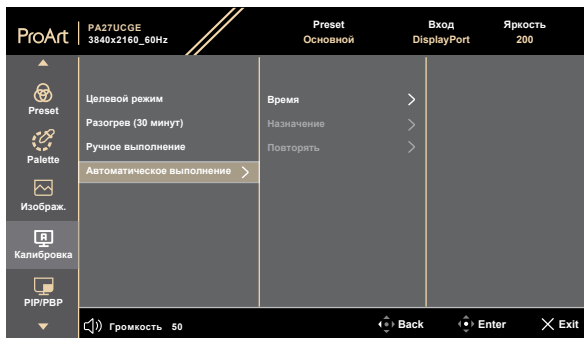 ProArt
PA27UCGE
3840x2160_60Hz
Preset
Основной
Вход
DisplayPort
Яркость
200
Preset
Palette
Изображ.
Калибровка
PIP/PBP
Целевой режим
Разогрев (30 минут)
Ручное выполнение
Автоматическое выполнение
Время
Назначение
Повторять
Громкость 50
Back
Enter
Exit